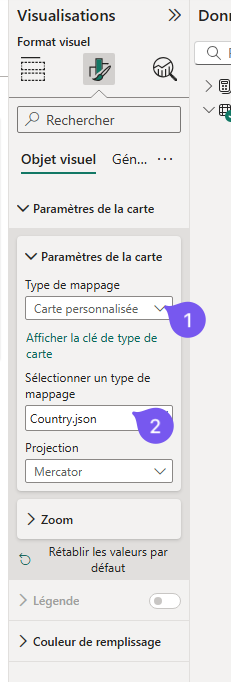 Visualisations
Donn
Format visuel
Rechercher
Objet visuel
Gén...
Paramètres de la carte
Paramètres de la carte
Type de mappage
Carte personnalisée
1
Afficher la clé de type de
carte
Sélectionner un type de
mappage
Country.json
2
Projection
Mercator
Zoom
Rétablir les valeurs par
défaut
Légende
Couleur de remplissage